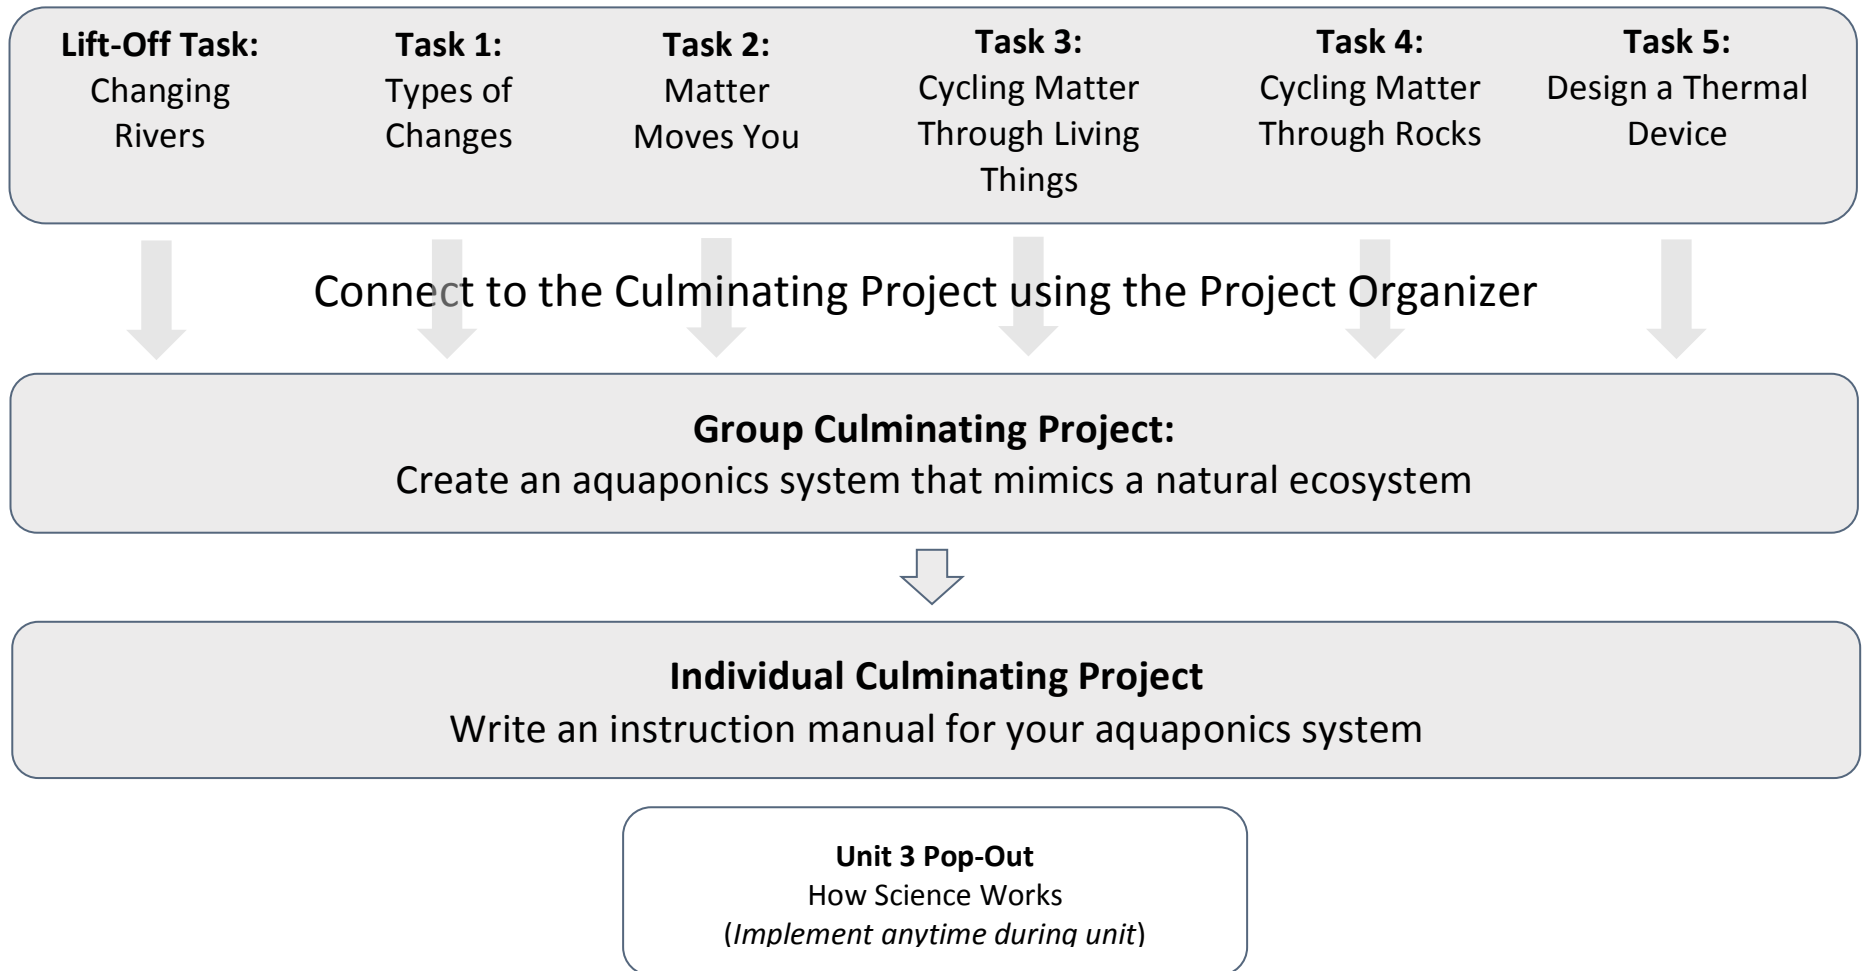 Lift-Off Task:
Changing
Rivers
Task 1:
Types of
Changes
Task 2:
Matter
Moves You
Task 3:
Cycling Matter
Through Living
Things
Task 4:
Cycling Matter
Through Rocks
Task 5:
Design a Thermal
Device
Connect to the Culminating Project using the Project Organizer
Group Culminating Project:
Create an aquaponics system that mimics a natural ecosystem
Individual Culminating Project
Write an instruction manual for your aquaponics system
Unit 3 Pop-Out
How Science Works
(Implement anytime during unit)